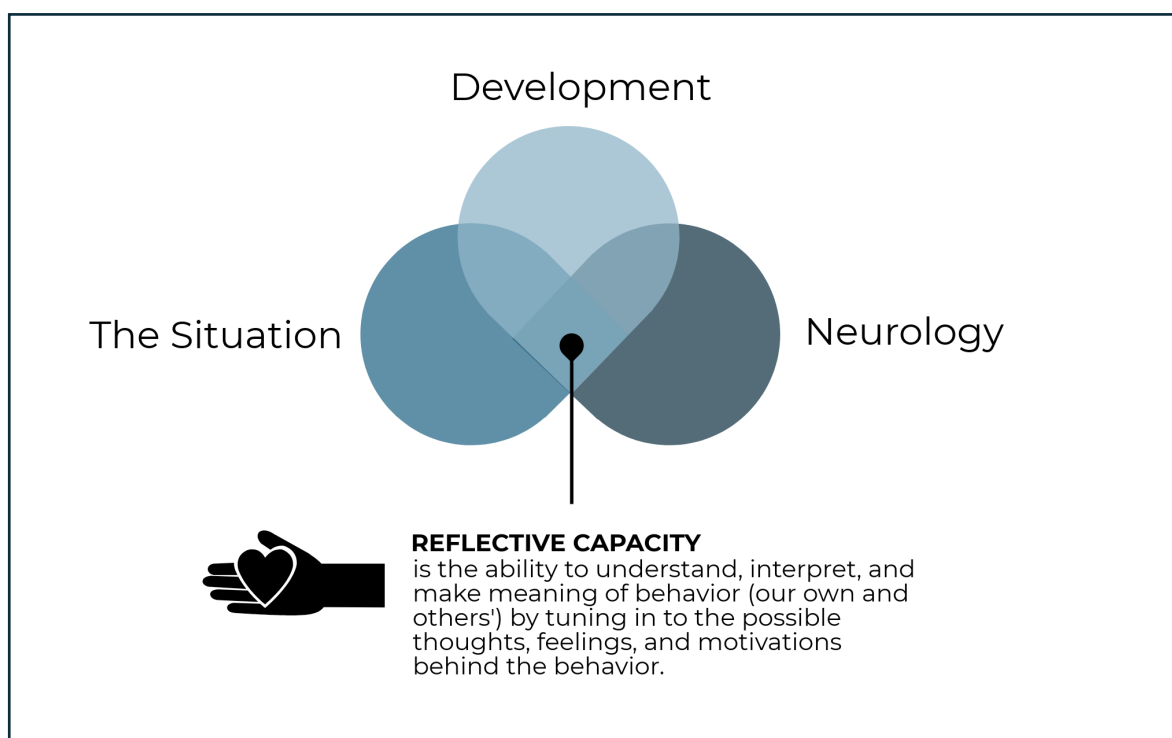 Development
The Situation
Neurology
REFLECTIVE CAPACITY
is the ability to understand, interpret, and
make meaning of behavior (our own and
others') by tuning in to the possible
thoughts, feelings, and motivations
behind the behavior.